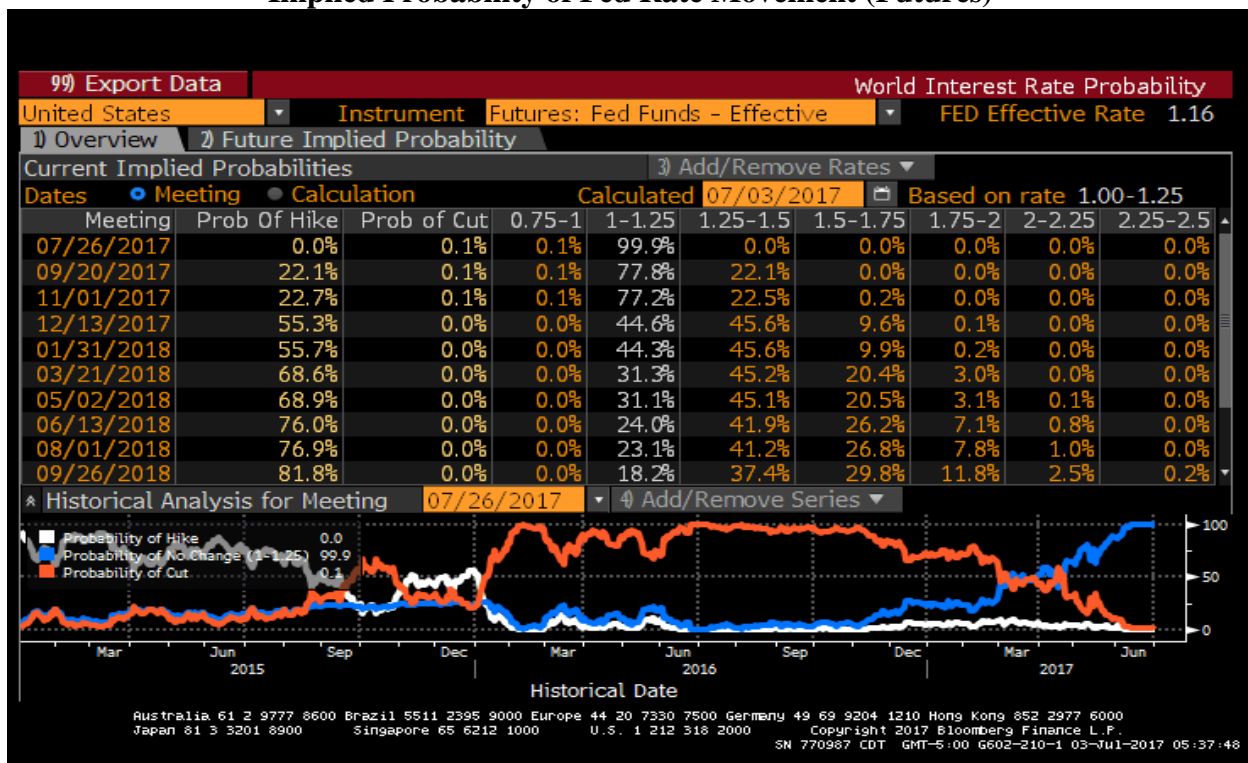 Implied Probability of Fed Rate Movement (Futures)
99) Export Data World Interest Rate Probability
United States Instrument Futures: Fed Funds - Effective FED Effective Rate 1.16
1) Overview 2) Future Implied Probability
Current Implied Probabilities 3) Add/Remove Rates
Dates Meeting Calculation Calculated 07/03/2017 Based on rate 1.00-1.25
Meeting Prob Of Hike Prob of Cut 0.75-1 1-1.25 1.25-1.5 1.5-1.75 1.75-2 2-2.25 2.25-2.5
07/26/2017 0.0% 0.1% 0.1% 99.9% 0.0% 0.0% 0.0% 0.0% 0.0%
09/20/2017 22.1% 0.1% 0.1% 77.8% 22.1% 0.0% 0.0% 0.0% 0.0%
11/01/2017 22.7% 0.1% 0.1% 77.2% 22.5% 0.2% 0.0% 0.0% 0.0%
12/13/2017 55.3% 0.0% 0.0% 44.6% 45.6% 9.6% 0.1% 0.0% 0.0%
01/31/2018 55.7% 0.0% 0.0% 44.3% 45.6% 9.9% 0.2% 0.0% 0.0%
03/21/2018 68.6% 0.0% 0.0% 31.3% 45.2% 20.4% 3.0% 0.0% 0.0%
05/02/2018 68.9% 0.0% 0.0% 31.1% 45.1% 20.5% 3.1% 0.1% 0.0%
06/13/2018 76.0% 0.0% 0.0% 24.0% 41.9% 26.2% 7.1% 0.8% 0.0%
08/01/2018 76.9% 0.0% 0.0% 23.1% 41.2% 26.8% 7.8% 1.0% 0.0%
09/26/2018 81.8% 0.0% 0.0% 18.2% 37.4% 29.8% 11.8% 2.5% 0.2%
Historical Analysis for Meeting 07/26/2017 4) Add/Remove Series
Probability of Hike 0.0
Probability of No Change (1-1.25) 99.9
Probability of Cut 0.1
100
50
0
Mar Jun Sep Dec Mar Jun Sep Dec Mar Jun
2015 2016 2017
Historical Date
Australia 61 2 9777 8600 Brazil 5511 2395 9000 Europe 44 20 7330 7500 Germany 49 69 9204 1210 Hong Kong 852 2977 6000
Japan 81 3 3201 8900 Singapore 65 6212 1000 U.S. 1 212 318 2000 Copyright 2017 Bloomberg Finance L.P.
SN 770987 CDT GMT-5:00 G602-210-1 03-Jul-2017 05:37:48